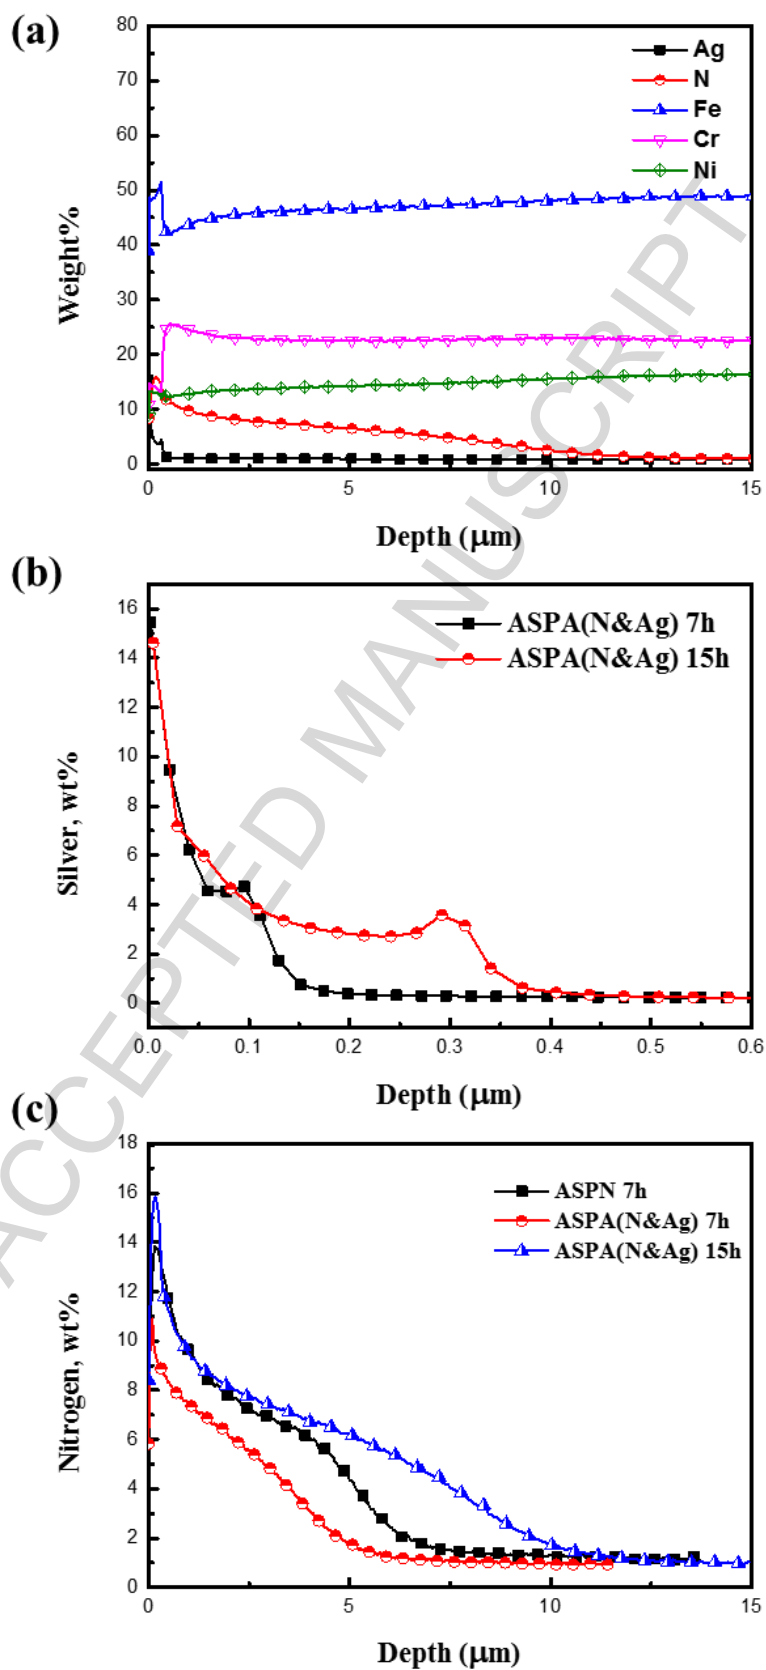 (a)
80
70
60
50
40
30
20
10
0
Weight%
Ag
N
Fe
Cr
Ni
0 5 10 15
Depth (μm)
(b)
16
14
12
10
8
6
4
2
0
Silver, wt%
ASPA(N&Ag) 7h
ASPA(N&Ag) 15h
0.0 0.1 0.2 0.3 0.4 0.5 0.6
Depth (μm)
(c)
18
16
14
12
10
8
6
4
2
0
Nitrogen, wt%
ASPN 7h
ASPA(N&Ag) 7h
ASPA(N&Ag) 15h
0 5 10 15
Depth (μm)
ACCEPTED MANUSCRIPT